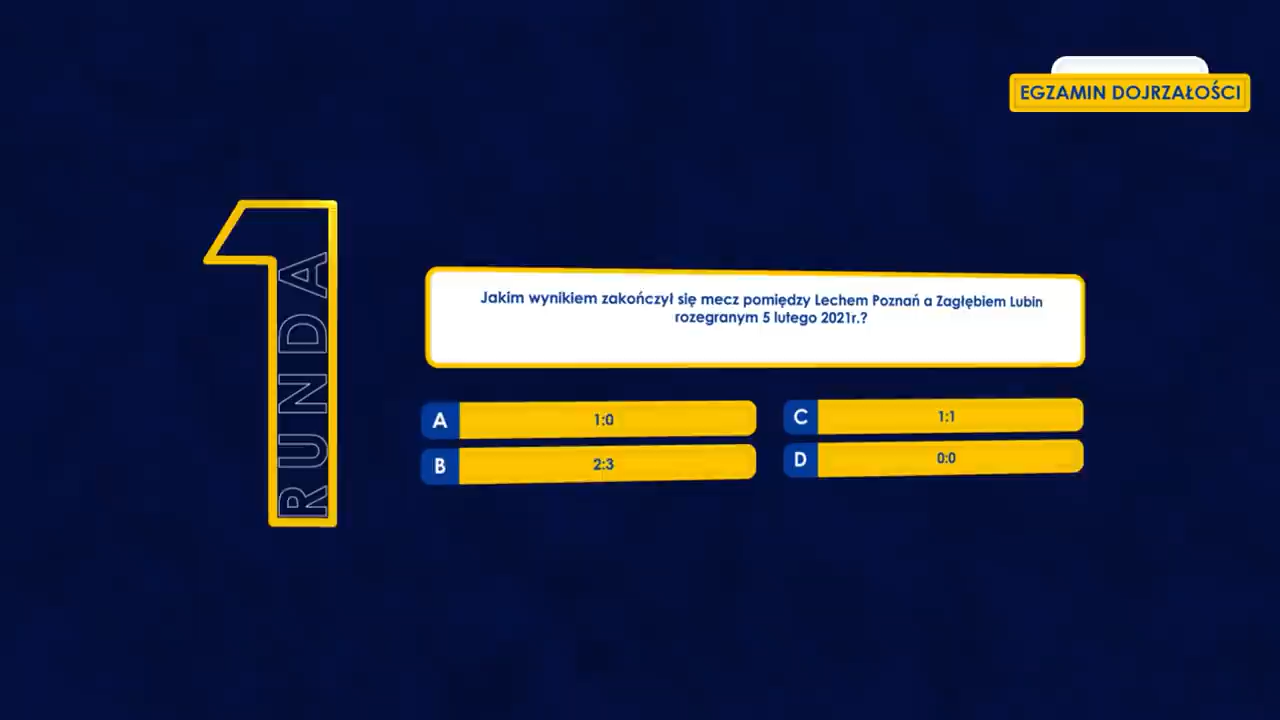 EGZAMIN DOJRZAŁOŚCI
1
RUNDA
Jakim wynikiem zakończył się mecz pomiędzy Lechem Poznań a Zagłębiem Lubin
rozegranym 5 lutego 2021r.?
A 1:0
B 2:3
C 1:1
D 0:0